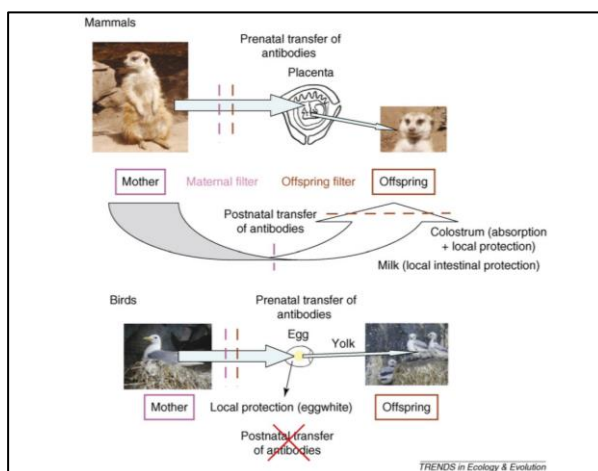 Mammals
Prenatal transfer of
antibodies
Placenta
Mother
Maternal filter
Offspring filter
Offspring
Postnatal transfer
of antibodies
Colostrum (absorption
+ local protection)
Milk (local intestinal protection)
Birds
Prenatal transfer of
antibodies
Egg
Yolk
Mother
Local protection (eggwhite)
Offspring
Postnatal transfer
of antibodies
TRENDS in Ecology & Evolution